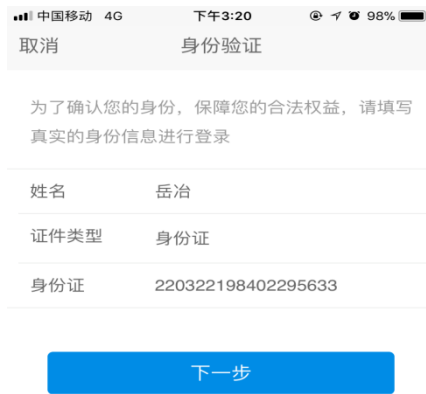 中国移动 4G 下午3:20 98%
取消 身份验证
为了确认您的身份，保障您的合法权益，请填写
真实的身份信息进行登录
姓名 岳冶
证件类型 身份证
身份证 220322198402295633
下一步